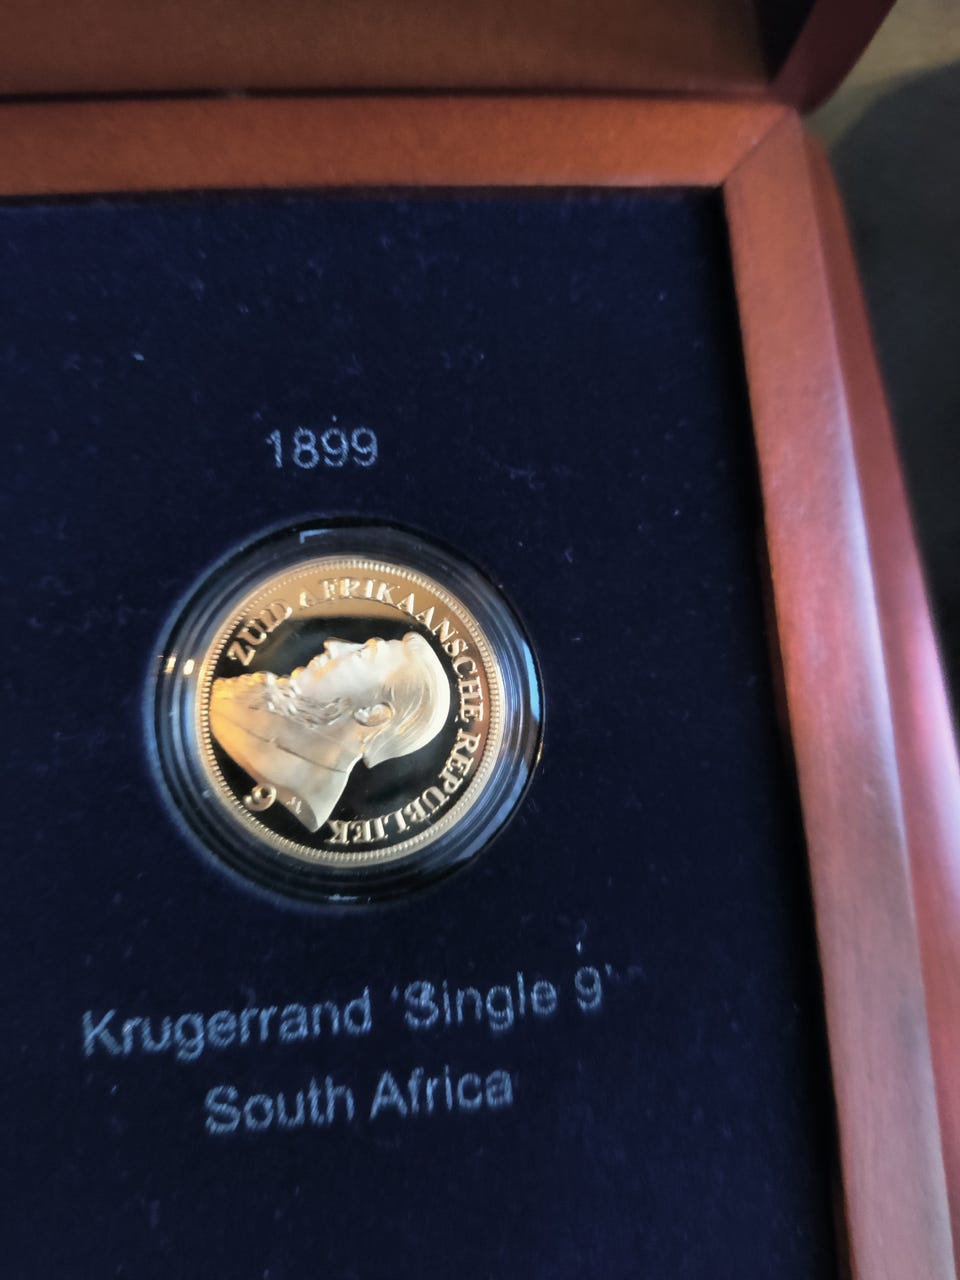 1899
ZUID AFRIKAANSCHE REPUBLIEK
9
Krugerrand 'Single 9'
South Africa